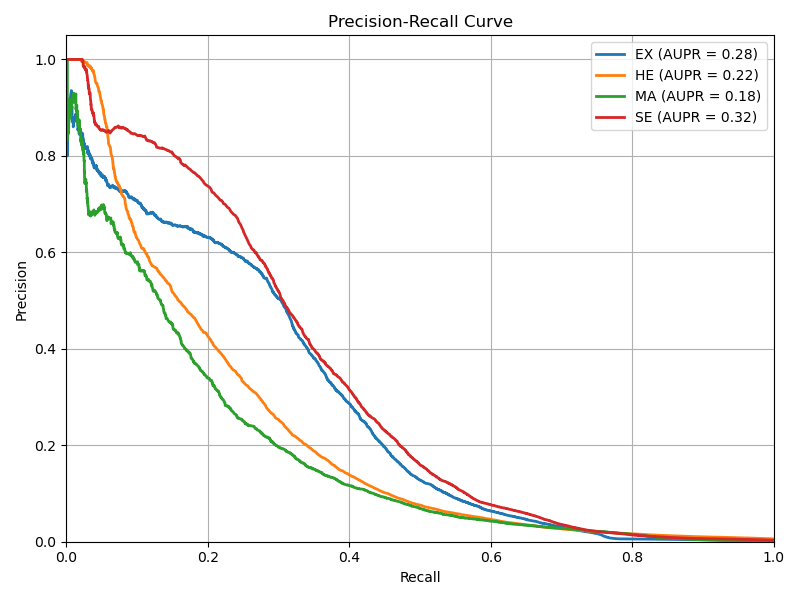 Precision-Recall Curve
EX (AUPR = 0.28)
HE (AUPR = 0.22)
MA (AUPR = 0.18)
SE (AUPR = 0.32)
Precision
1.0
0.8
0.6
0.4
0.2
0.0
0.0 0.2 0.4 0.6 0.8 1.0
Recall